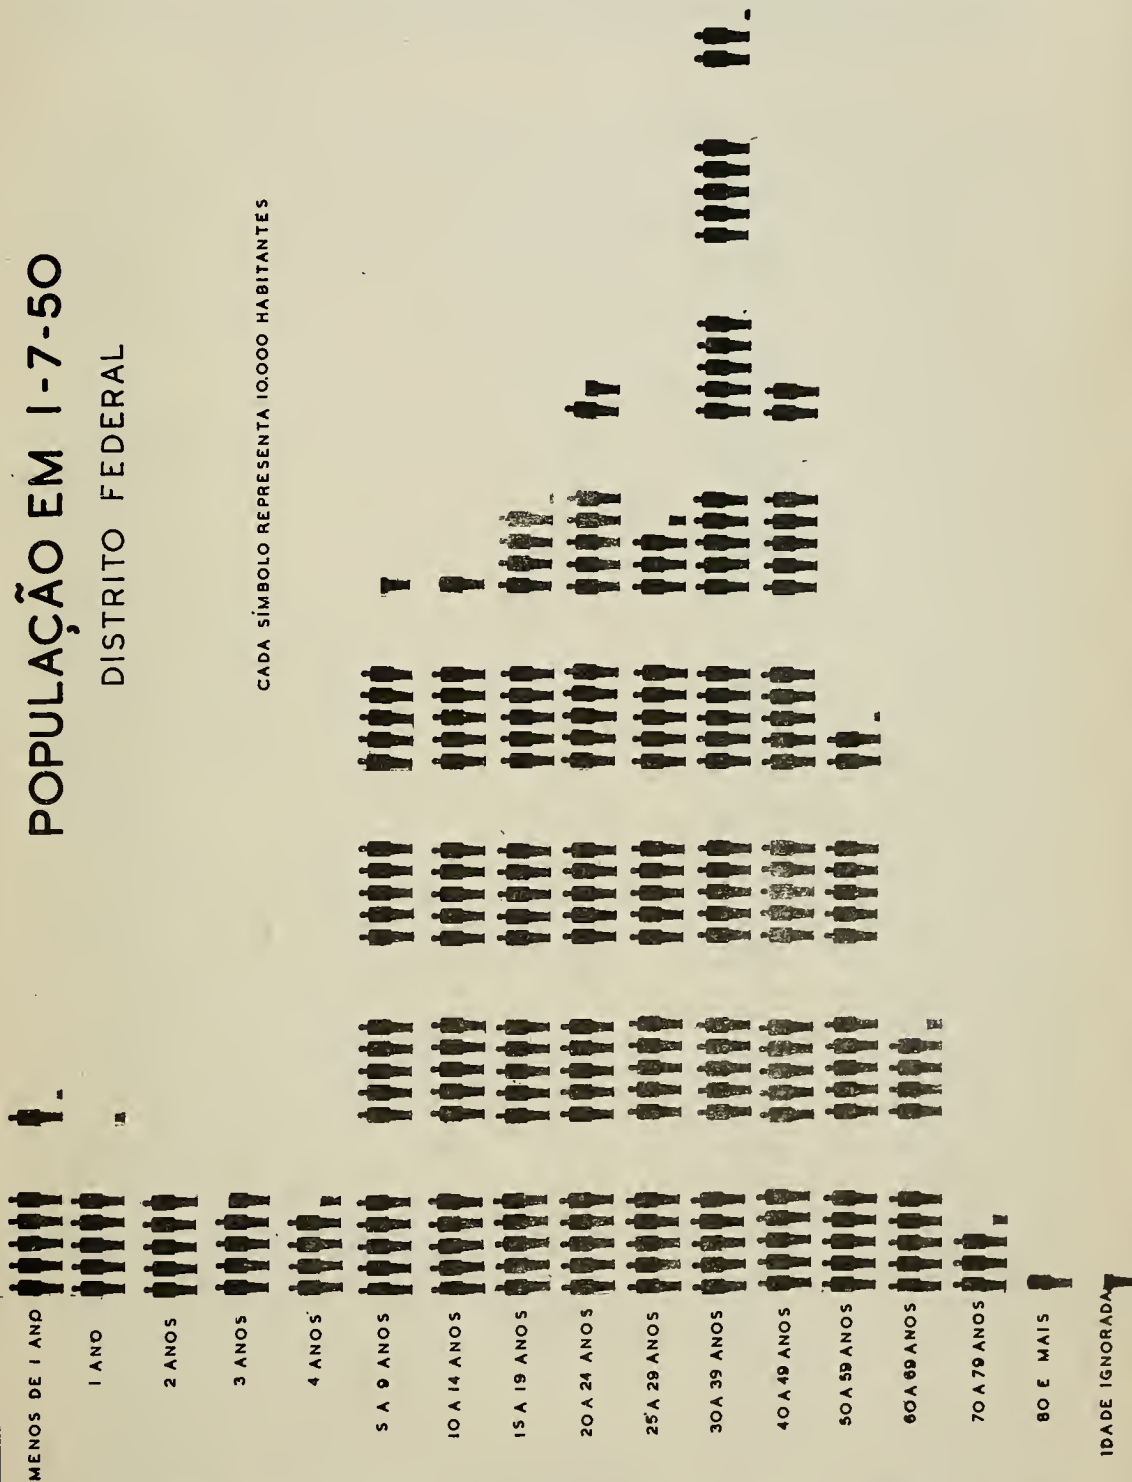 POPULAÇÃO EM 1-7-50
DISTRITO FEDERAL
CADA SÍMBOLO REPRESENTA 10.000 HABITANTES
MENOS DE 1 ANO
1 ANO
2 ANOS
3 ANOS
4 ANOS
5 A 9 ANOS
10 A 14 ANOS
15 A 19 ANOS
20 A 24 ANOS
25 A 29 ANOS
30 A 39 ANOS
40 A 49 ANOS
50 A 59 ANOS
60 A 69 ANOS
70 A 79 ANOS
80 E MAIS
IDADE IGNORADA